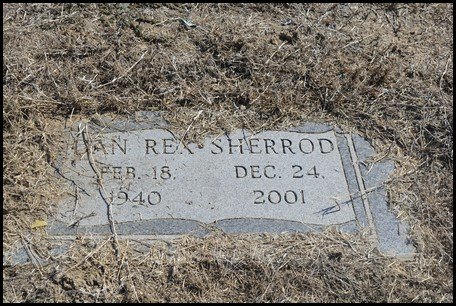 DAN REX SHERROD
FEB. 18. DEC. 24.
1940 2001